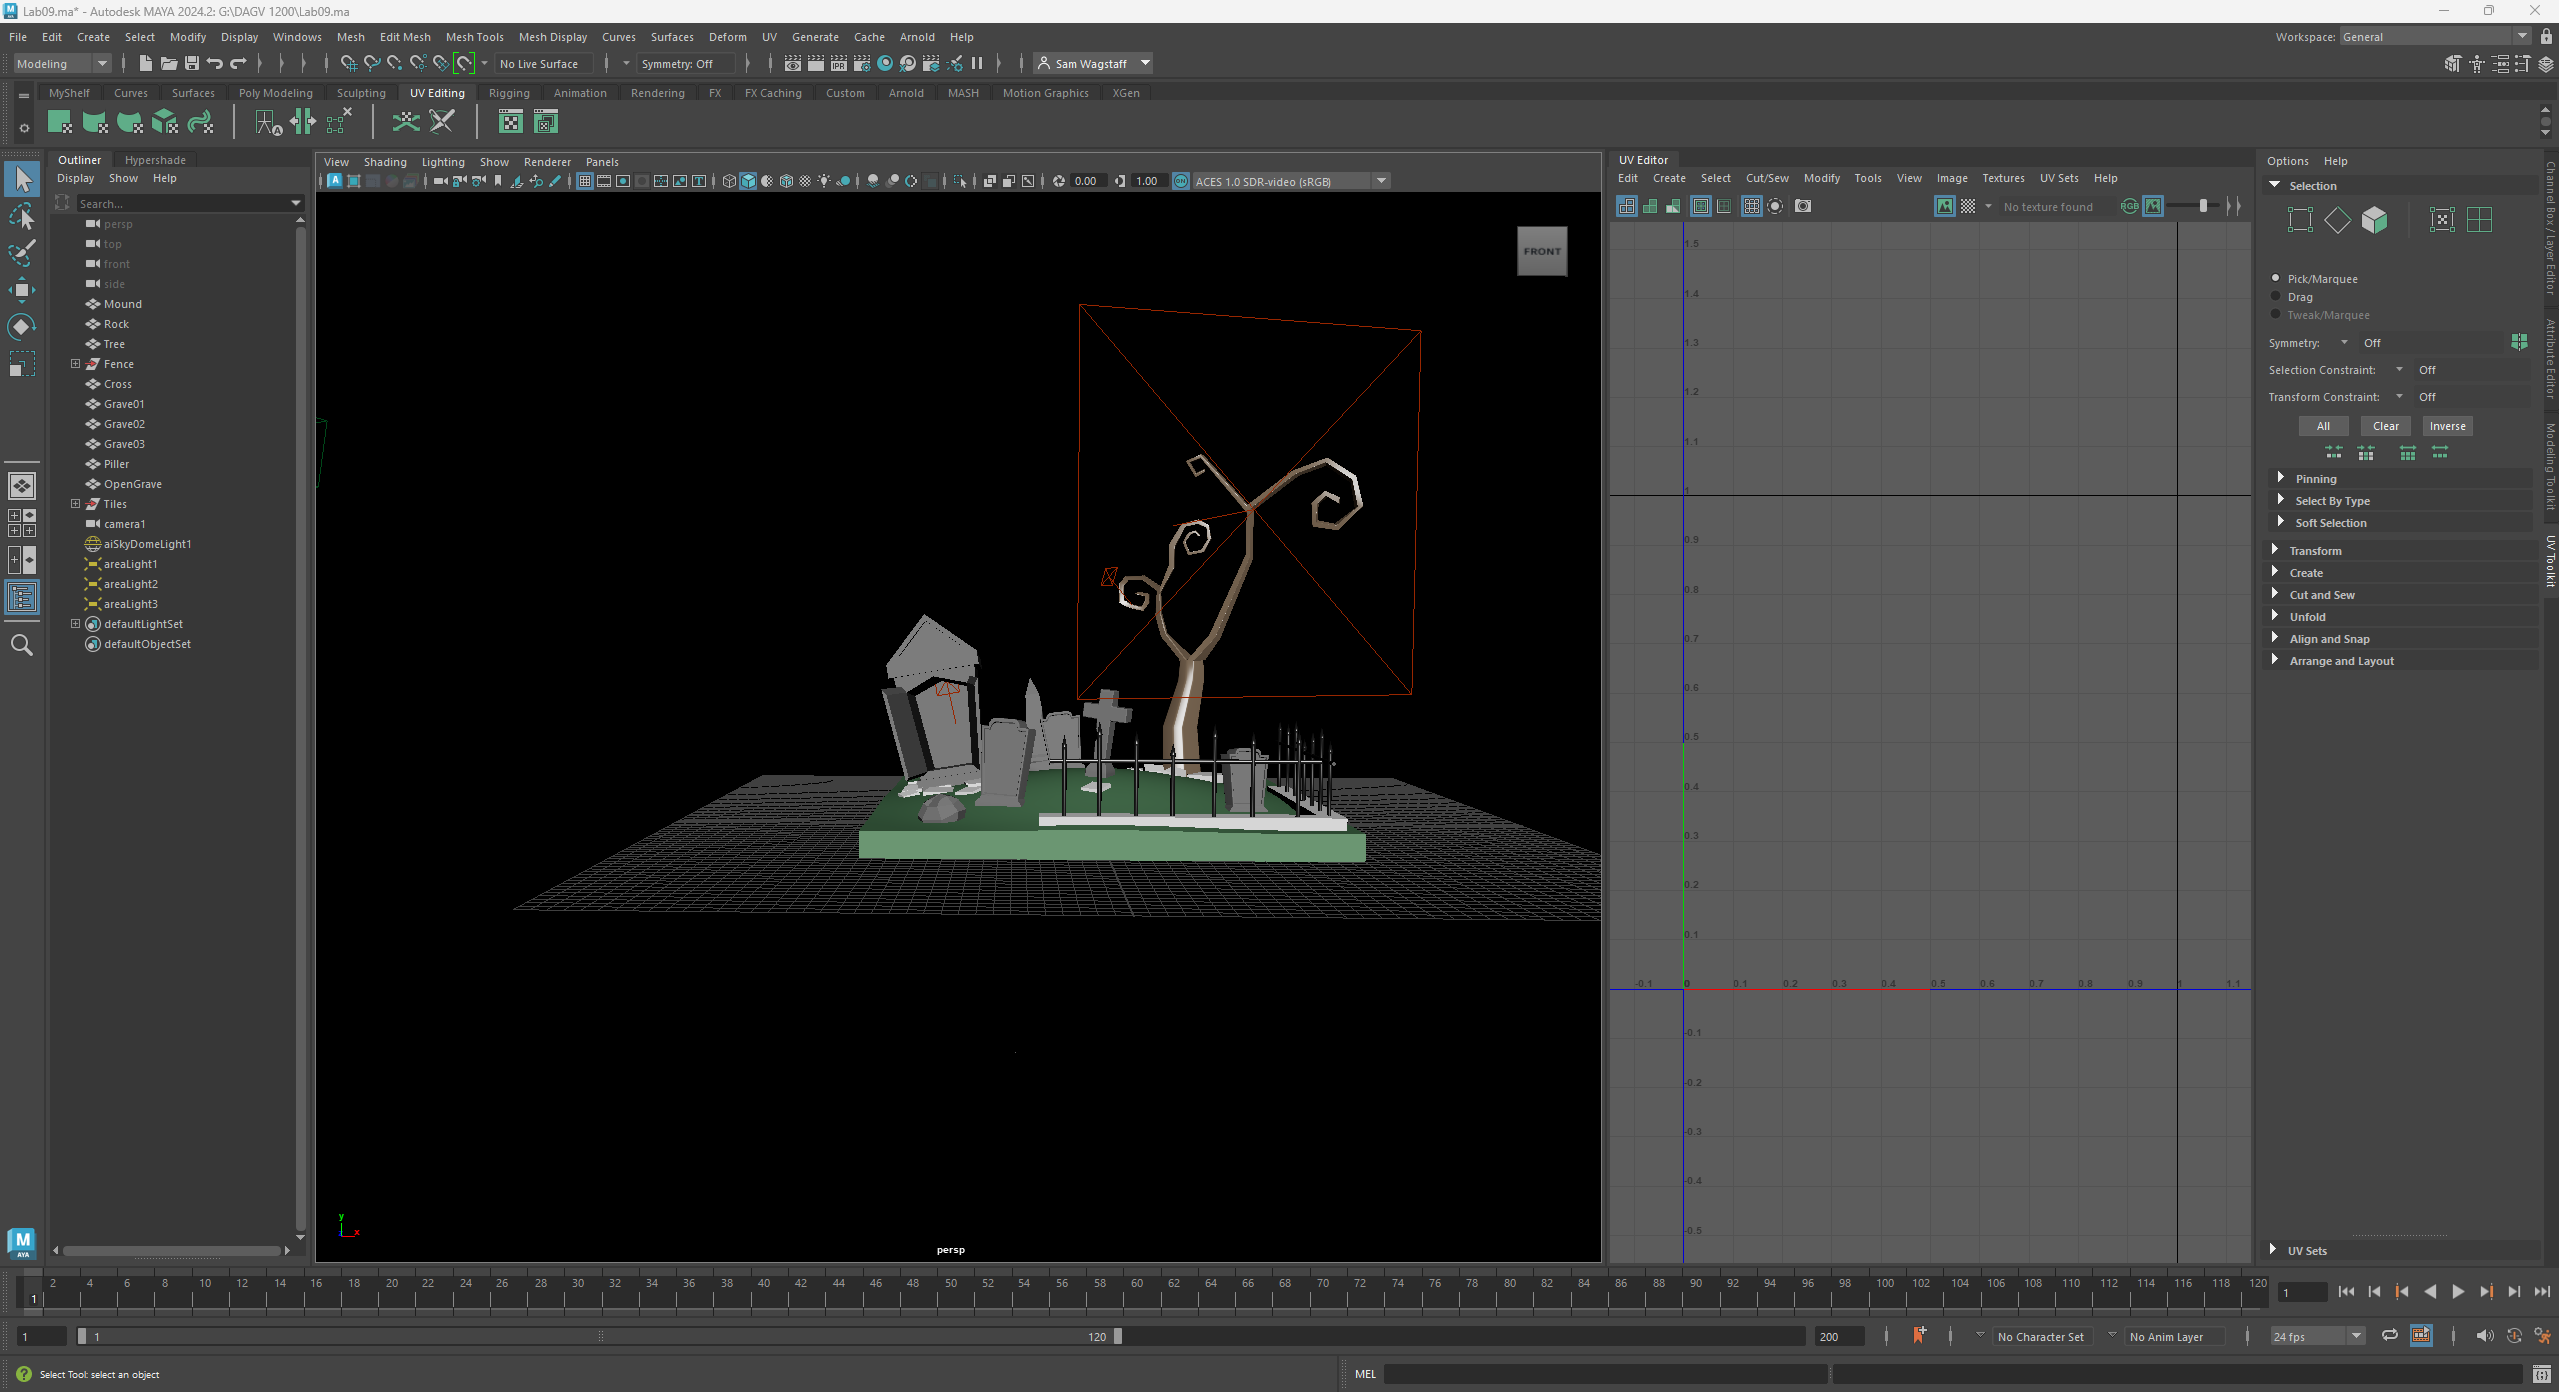 Lab09.ma* - Autodesk MAYA 2024.2: G:\DAGV 1200\Lab09.ma
File Edit Create Select Modify Display Windows Mesh Edit Mesh Mesh Tools Mesh Display Curves Surfaces Deform UV Generate Cache Arnold Help
Workspace: General
Modeling No Live Surface Symmetry: Off Sam Wagstaff
MyShelf Curves Surfaces Poly Modeling Sculpting UV Editing Rigging Animation Rendering FX FX Caching Custom Arnold MASH Motion Graphics XGen
Outliner Hypershade
Display Show Help
Search...
persp
top
front
side
Mound
Rock
Tree
Fence
Cross
Grave01
Grave02
Grave03
Piller
OpenGrave
Tiles
camera1
aiSkyDomeLight1
areaLight1
areaLight2
areaLight3
defaultLightSet
defaultObjectSet
View Shading Lighting Show Renderer Panels
0.00 1.00 ACES 1.0 SDR-video (sRGB)
FRONT
y
x
persp
UV Editor
Edit Create Select Cut/Sew Modify Tools View Image Textures UV Sets Help
No texture found RGB
1.5
1.4
1.3
1.2
1.1
1
0.9
0.8
0.7
0.6
0.5
0.4
0.3
0.2
0.1
-0.1 0 0.1 0.2 0.3 0.4 0.5 0.6 0.7 0.8 0.9 1 1.1
-0.1
-0.2
-0.3
-0.4
-0.5
Options Help
Selection
Pick/Marquee
Drag
Tweak/Marquee
Symmetry: Off
Selection Constraint: Off
Transform Constraint: Off
All Clear Inverse
Pinning
Select By Type
Soft Selection
Transform
Create
Cut and Sew
Unfold
Align and Snap
Arrange and Layout
UV Sets
Channel Box / Layer Editor
Attribute Editor
Modeling Toolkit
UV Toolkit
M
AYA
2 4 6 8 10 12 14 16 18 20 22 24 26 28 30 32 34 36 38 40 42 44 46 48 50 52 54 56 58 60 62 64 66 68 70 72 74 76 78 80 82 84 86 88 90 92 94 96 98 100 102 104 106 108 110 112 114 116 118 120
1
1
1 1 120 200 No Character Set No Anim Layer 24 fps
Select Tool: select an object MEL